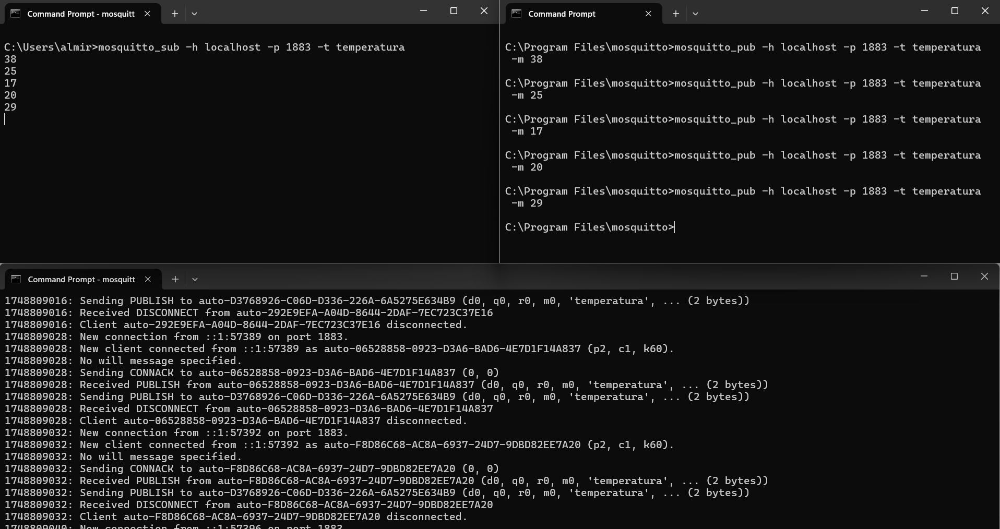 Command Prompt - mosquitt
C:\Users\almir>mosquitto_sub -h localhost -p 1883 -t temperatura
38
25
17
20
29
Command Prompt
C:\Program Files\mosquitto>mosquitto_pub -h localhost -p 1883 -t temperatura
-m 38
C:\Program Files\mosquitto>mosquitto_pub -h localhost -p 1883 -t temperatura
-m 25
C:\Program Files\mosquitto>mosquitto_pub -h localhost -p 1883 -t temperatura
-m 17
C:\Program Files\mosquitto>mosquitto_pub -h localhost -p 1883 -t temperatura
-m 20
C:\Program Files\mosquitto>mosquitto_pub -h localhost -p 1883 -t temperatura
-m 29
C:\Program Files\mosquitto>
Command Prompt - mosquitt
1748809016: Sending PUBLISH to auto-D3768926-C06D-D336-226A-6A5275E634B9 (d0, q0, r0, m0, 'temperatura', ... (2 bytes))
1748809016: Received DISCONNECT from auto-292E9EFA-A04D-8644-2DAF-7EC723C37E16
1748809016: Client auto-292E9EFA-A04D-8644-2DAF-7EC723C37E16 disconnected.
1748809028: New connection from ::1:57389 on port 1883.
1748809028: New client connected from ::1:57389 as auto-06528858-0923-D3A6-BAD6-4E7D1F14A837 (p2, c1, k60).
1748809028: No will message specified.
1748809028: Sending CONNACK to auto-06528858-0923-D3A6-BAD6-4E7D1F14A837 (0, 0)
1748809028: Received PUBLISH from auto-06528858-0923-D3A6-BAD6-4E7D1F14A837 (d0, q0, r0, m0, 'temperatura', ... (2 bytes))
1748809028: Sending PUBLISH to auto-D3768926-C06D-D336-226A-6A5275E634B9 (d0, q0, r0, m0, 'temperatura', ... (2 bytes))
1748809028: Received DISCONNECT from auto-06528858-0923-D3A6-BAD6-4E7D1F14A837
1748809028: Client auto-06528858-0923-D3A6-BAD6-4E7D1F14A837 disconnected.
1748809032: New connection from ::1:57392 on port 1883.
1748809032: New client connected from ::1:57392 as auto-F8D86C68-AC8A-6937-24D7-9DBD82EE7A20 (p2, c1, k60).
1748809032: No will message specified.
1748809032: Sending CONNACK to auto-F8D86C68-AC8A-6937-24D7-9DBD82EE7A20 (0, 0)
1748809032: Received PUBLISH from auto-F8D86C68-AC8A-6937-24D7-9DBD82EE7A20 (d0, q0, r0, m0, 'temperatura', ... (2 bytes))
1748809032: Sending PUBLISH to auto-D3768926-C06D-D336-226A-6A5275E634B9 (d0, q0, r0, m0, 'temperatura', ... (2 bytes))
1748809032: Received DISCONNECT from auto-F8D86C68-AC8A-6937-24D7-9DBD82EE7A20
1748809032: Client auto-F8D86C68-AC8A-6937-24D7-9DBD82EE7A20 disconnected.
1748809040: New connection from ::1:57396 on port 1883.